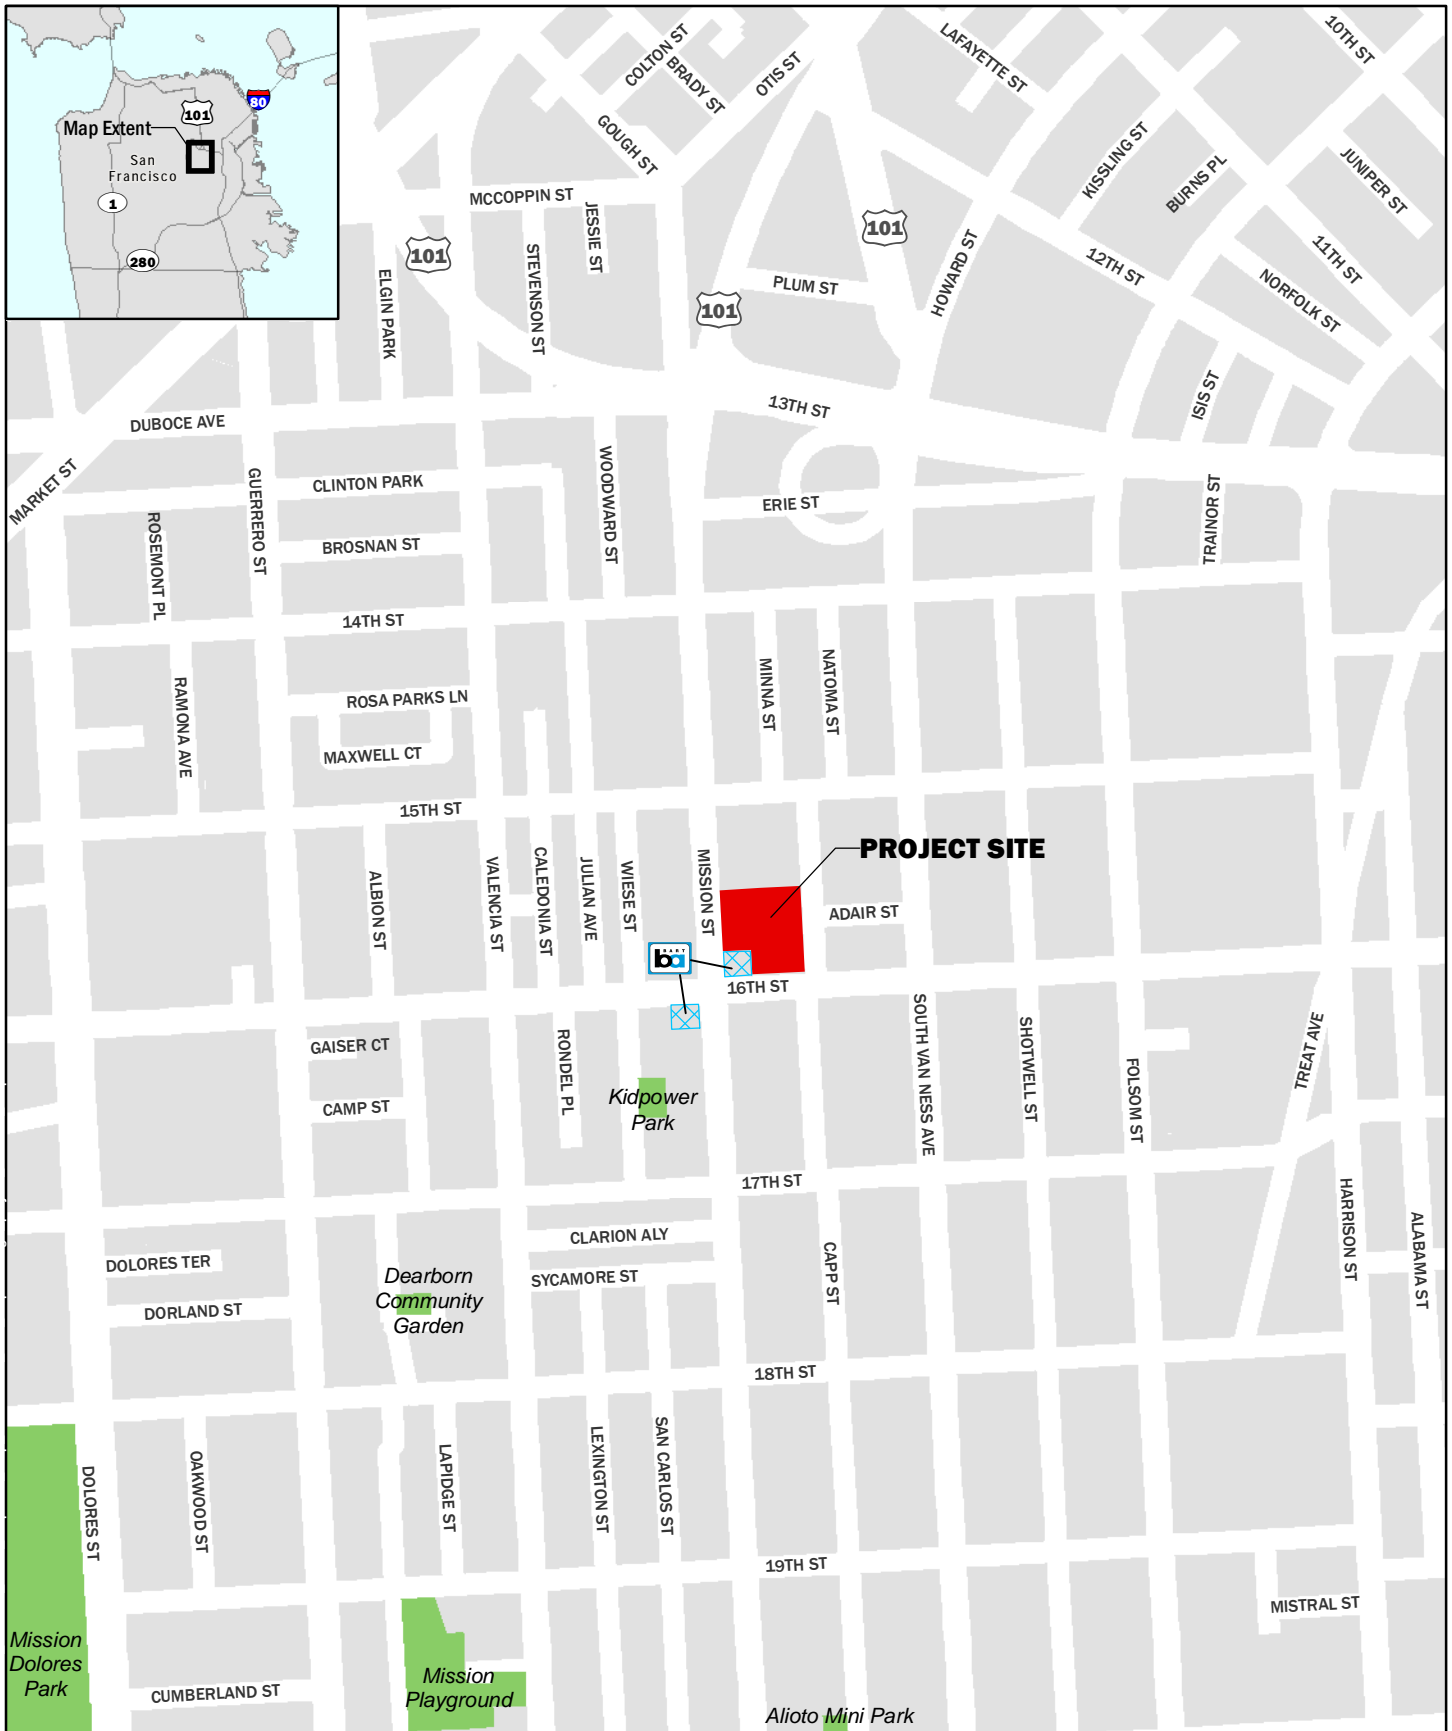 80
101
Map Extent
San
Francisco
1
280
COLTON ST
BRADY ST
OTIS ST
GOUGH ST
LAFAYETTE ST
10TH ST
KISSLING ST
BURNS PL
JUNIPER ST
MCCOPPIN ST
JESSIE ST
STEVENSON ST
ELGIN PARK
101
101
101
PLUM ST
HOWARD ST
12TH ST
11TH ST
NORFOLK ST
ISIS ST
13TH ST
DUBOCE AVE
MARKET ST
GUERRERO ST
CLINTON PARK
WOODWARD ST
ERIE ST
TRAINOR ST
ROSEMONT PL
BROSNAN ST
14TH ST
RAMONA AVE
ROSA PARKS LN
MAXWELL CT
MINNA ST
NATOMA ST
15TH ST
ALBION ST
VALENCIA ST
CALEDONIA ST
JULIAN AVE
WIESE ST
MISSION ST
PROJECT SITE
ADAIR ST
BART
ba
16TH ST
GAISER CT
CAMP ST
RONDEL PL
Kidpower
Park
SOUTH VAN NESS AVE
SHOTWELL ST
FOLSOM ST
TREAT AVE
17TH ST
CLARION ALY
SYCAMORE ST
CAPP ST
HARRISON ST
ALABAMA ST
DOLORES TER
DORLAND ST
Dearborn
Community
Garden
18TH ST
DOLORES ST
OAKWOOD ST
LAPIDGE ST
LEXINGTON ST
SAN CARLOS ST
19TH ST
MISTRAL ST
Mission
Dolores
Park
CUMBERLAND ST
Mission
Playground
Alioto Mini Park